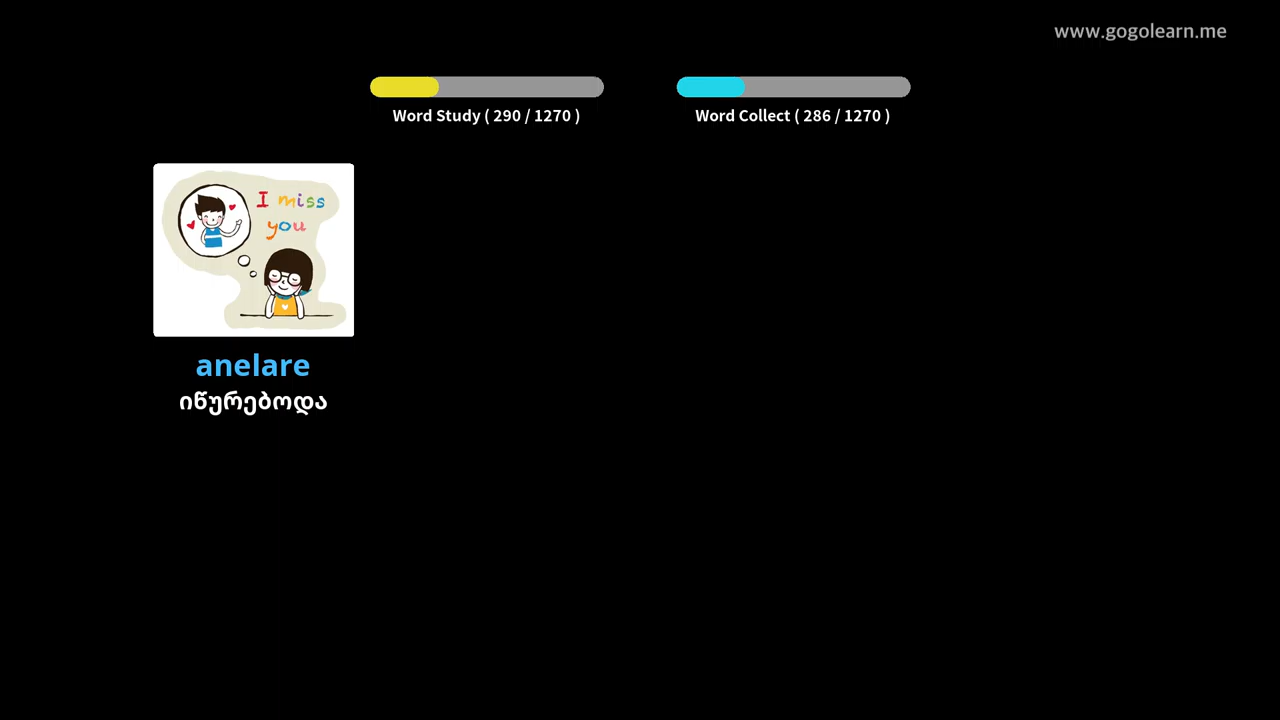 www.gogolearn.me
Word Study ( 290 / 1270 )
Word Collect ( 286 / 1270 )
I miss
you
anelare
იწურებოდა